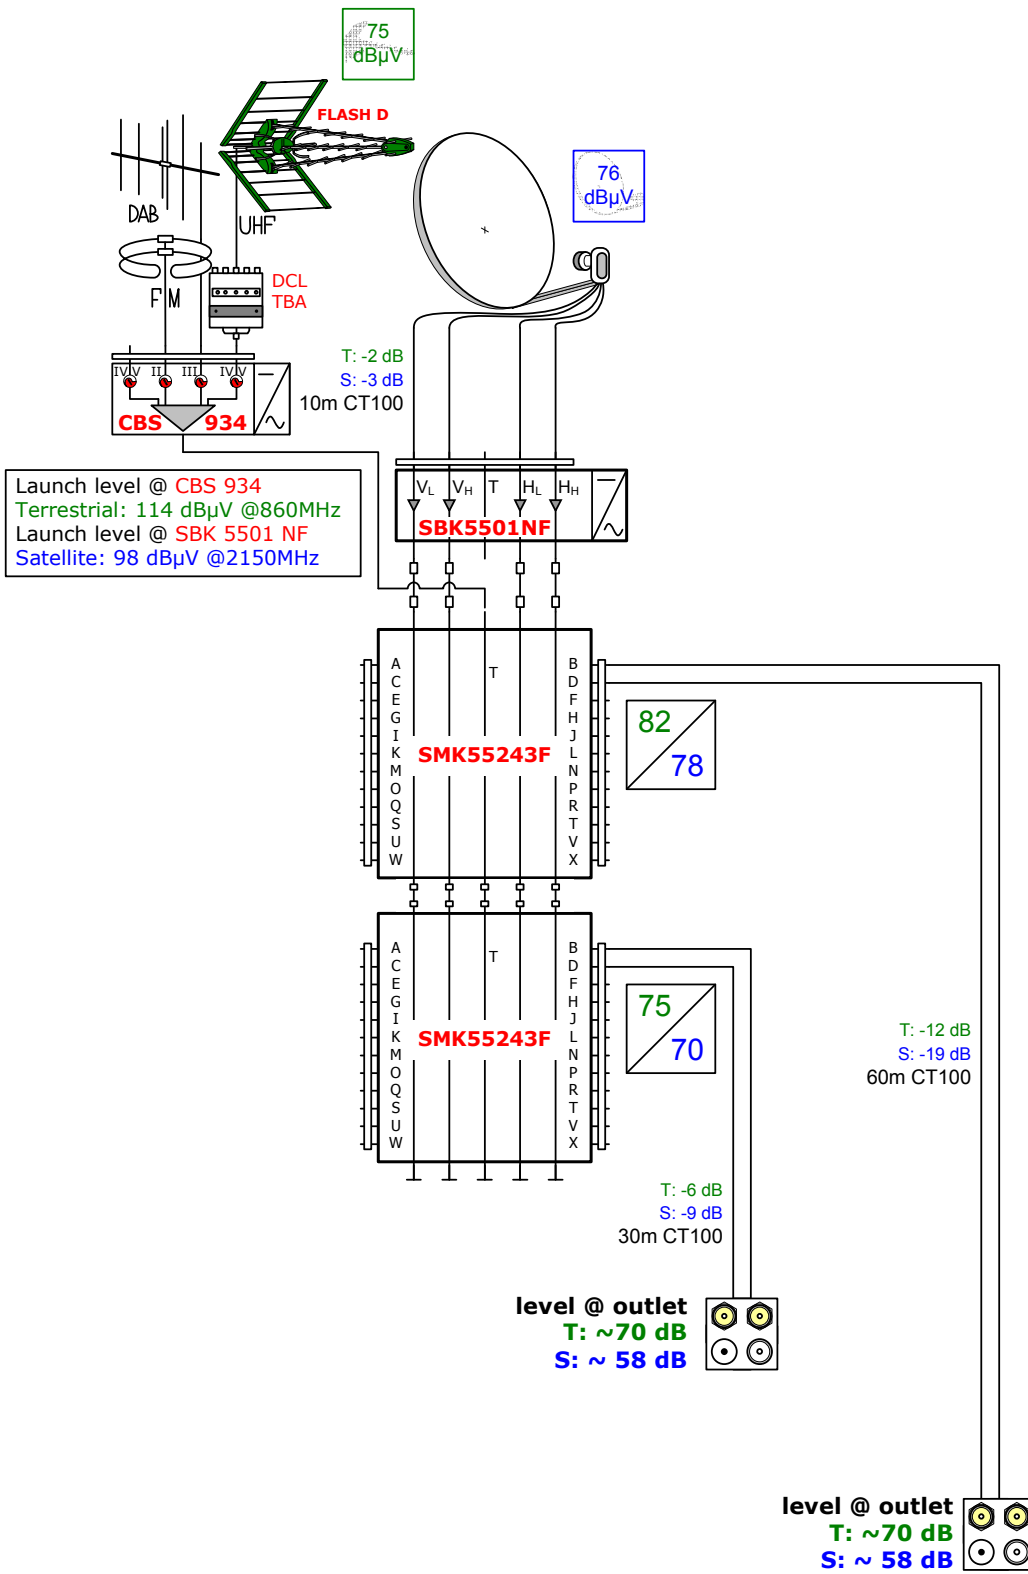 75
dBµV
FLASH D
76
dBµV
DAB
UHF
FM
DCL
TBA
T: -2 dB
S: -3 dB
10m CT100
IV V II III IV V
CBS 934
Launch level @ CBS 934
Terrestrial: 114 dBµV @860MHz
Launch level @ SBK 5501 NF
Satellite: 98 dBµV @2150MHz
VL VH T HL HH
SBK5501NF
T
A B
C D
E F
G H
I J
K L
M N
O P
Q R
S T
U V
W X
SMK55243F
82
78
T
A B
C D
E F
G H
I J
K L
M N
O P
Q R
S T
U V
W X
SMK55243F
75
70
T: -12 dB
S: -19 dB
60m CT100
T: -6 dB
S: -9 dB
30m CT100
level @ outlet
T: ~70 dB
S: ~ 58 dB
level @ outlet
T: ~70 dB
S: ~ 58 dB